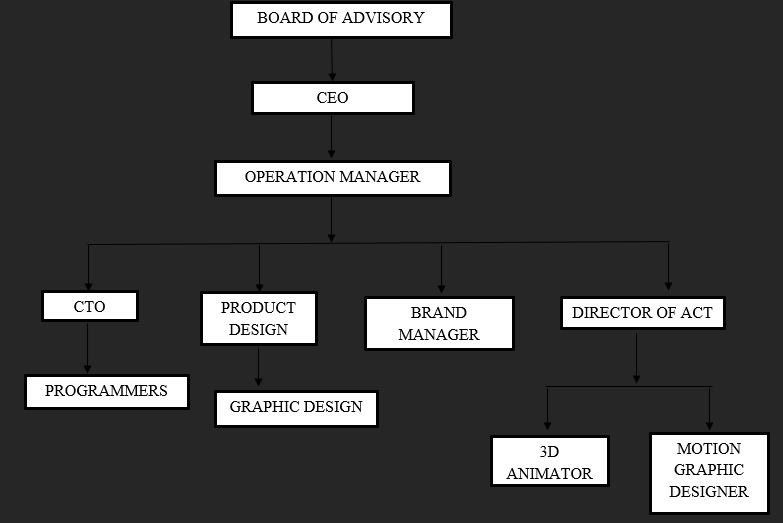 BOARD OF ADVISORY
CEO
OPERATION MANAGER
CTO
PRODUCT
DESIGN
BRAND
MANAGER
DIRECTOR OF ACT
PROGRAMMERS
GRAPHIC DESIGN
3D
ANIMATOR
MOTION
GRAPHIC
DESIGNER